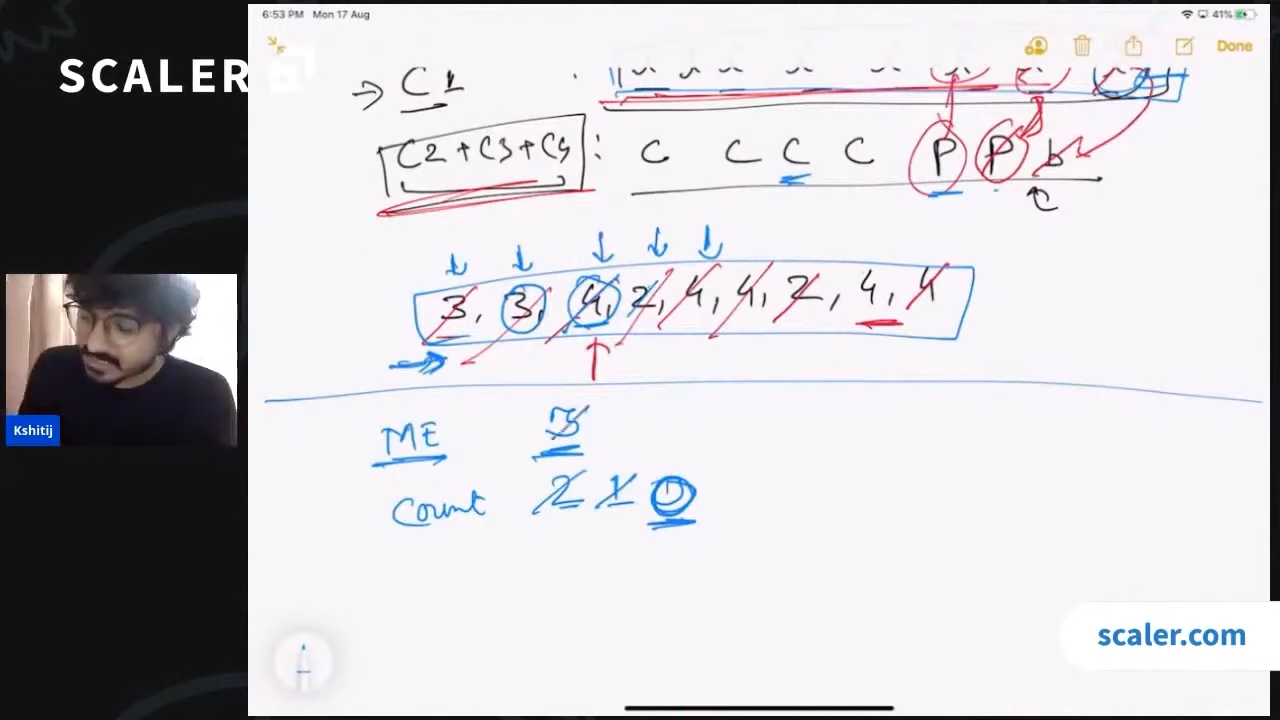 6:53 PM Mon 17 Aug
41%
Done
SCALER
→ C1
C2 + C3 + C4 : C C C C P P b
3, 3, 4, 2, 4, 4, 2, 4, 4
Kshitij
ME 3
Count 2 1 0
scaler.com